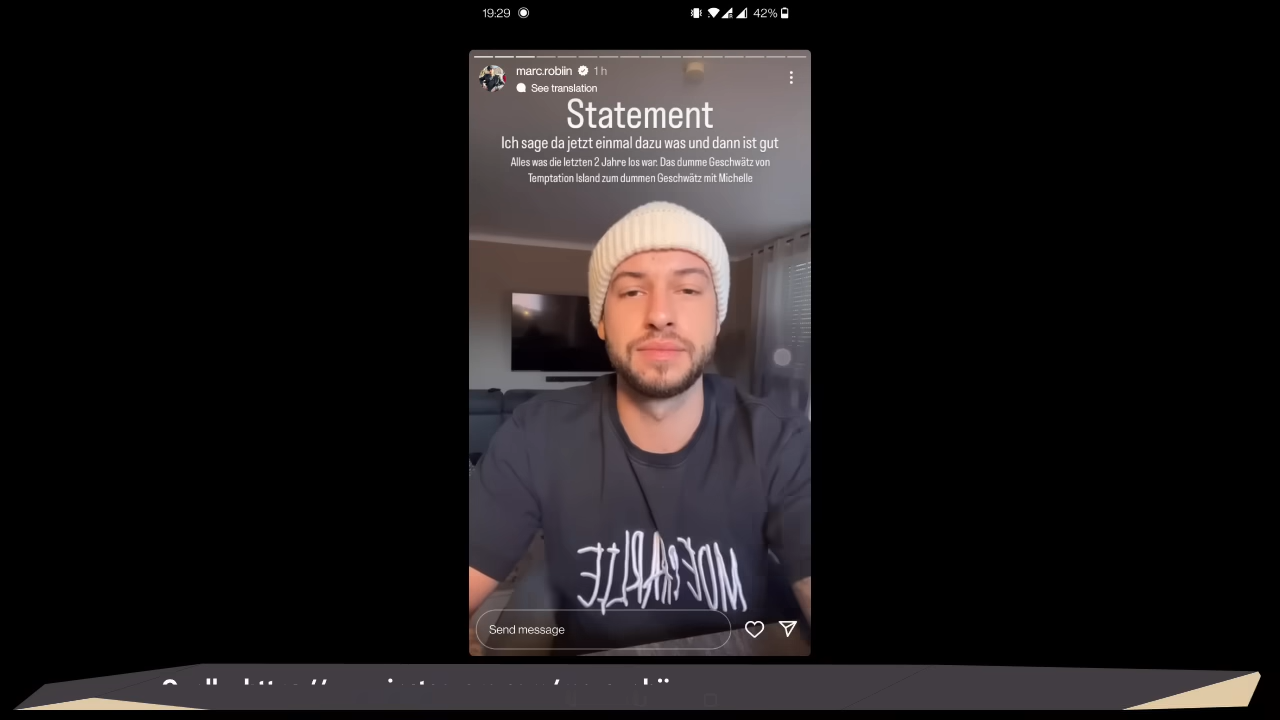 19:29
42%
marc.robiin 1 h
See translation
Statement
Ich sage da jetzt einmal dazu was und dann ist gut
Alles was die letzten 2 Jahre los war. Das dumme Geschwätz von
Temptation Island zum dummen Geschwätz mit Michelle
Send message